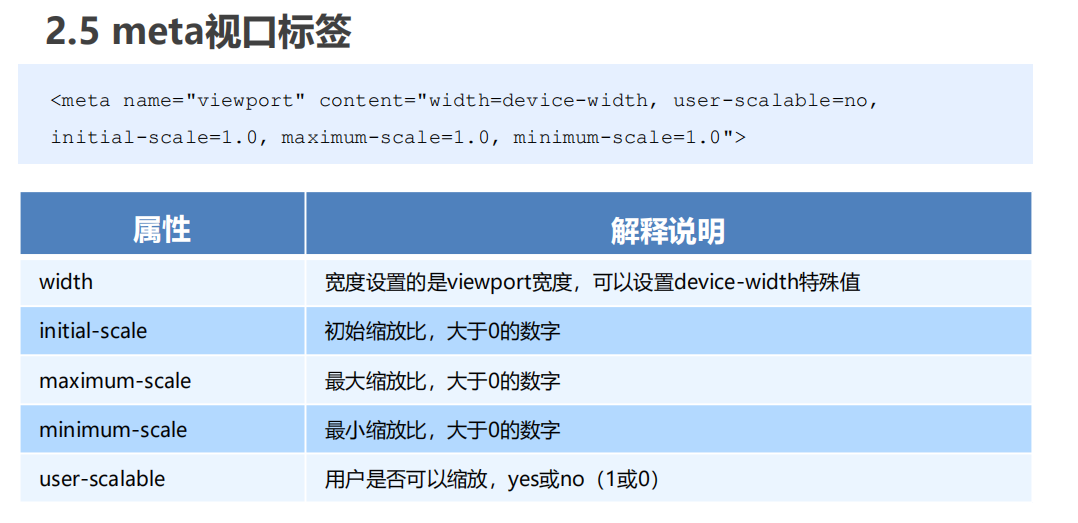 2.5 meta视口标签
<meta name="viewport" content="width=device-width, user-scalable=no,
initial-scale=1.0, maximum-scale=1.0, minimum-scale=1.0">
属性 解释说明
width 宽度设置的是viewport宽度，可以设置device-width特殊值
initial-scale 初始缩放比，大于0的数字
maximum-scale 最大缩放比，大于0的数字
minimum-scale 最小缩放比，大于0的数字
user-scalable 用户是否可以缩放，yes或no（1或0）